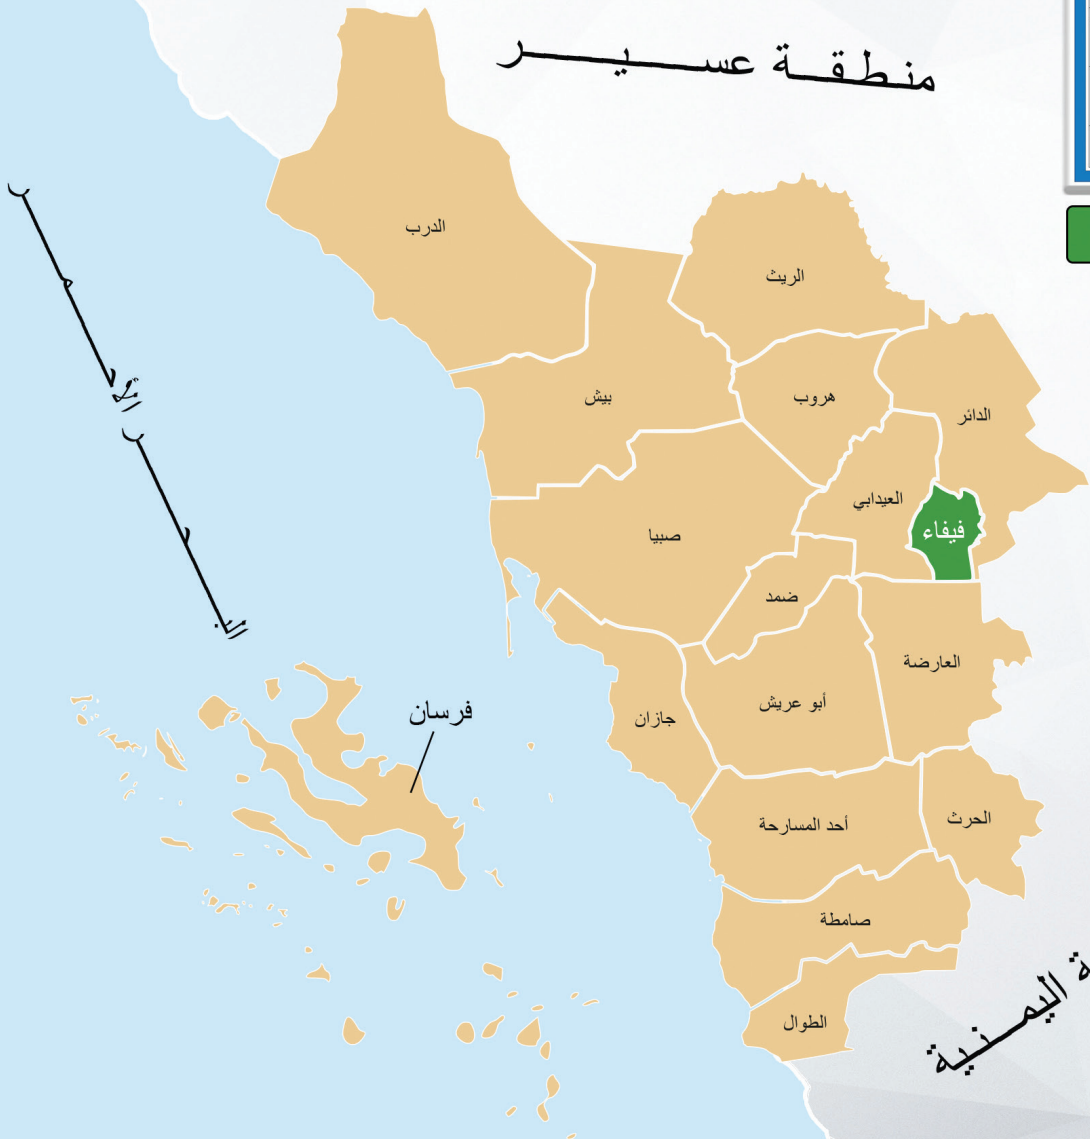 منطقة عسير
الدرب
الريث
بيش
هروب
الدائر
العيدابي
فيفاء
صبيا
ضمد
العارضة
أبو عريش
جازان
فرسان
أحد المسارحة
الحرث
صامطة
الطوال
البحر
الأحمر
اليمنية